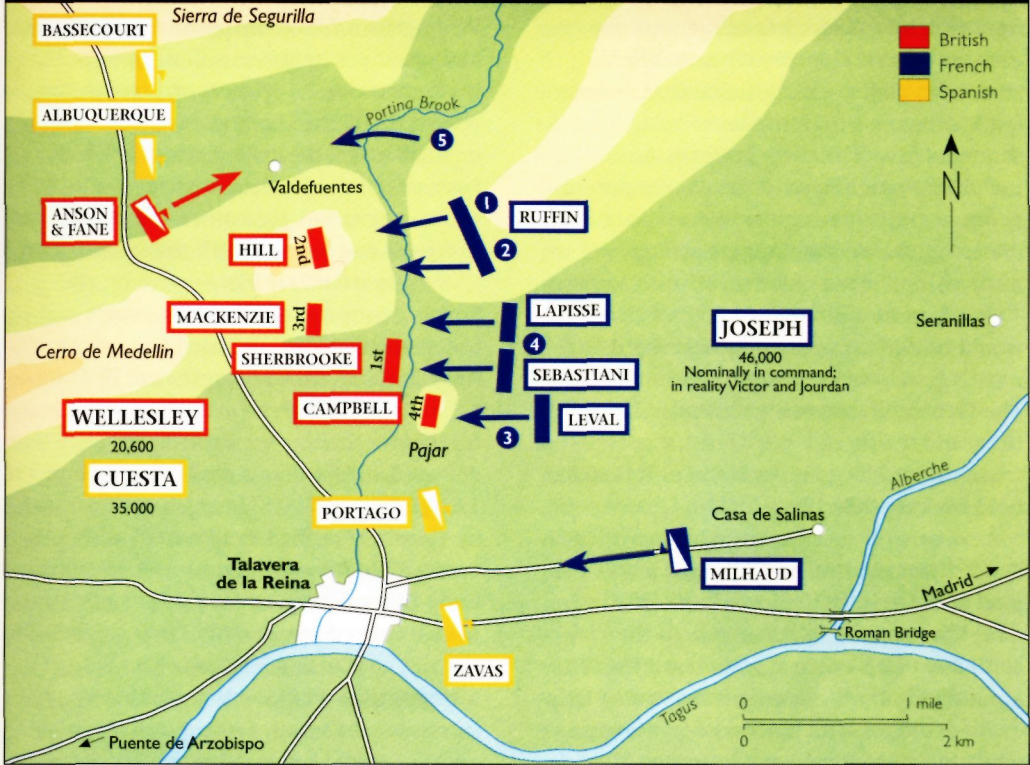 Sierra de Segurilla
BASSECOURT
ALBUQUERQUE
ANSON
& FANE
Valdefuentes
Porting Brook
5
British
French
Spanish
N
HILL
2nd
1
RUFFIN
2
MACKENZIE
3rd
LAPISSE
4
Cerro de Medellin
SHERBROOKE
1st
SEBASTIANI
JOSEPH
46,000
Nominally in command;
in reality Victor and Jourdan
Seranillas
WELLESLEY
20,600
CAMPBELL
4th
LEVAL
3
Pajar
CUESTA
35,000
PORTAGO
Alberche
Casa de Salinas
MILHAUD
Talavera
de la Reina
Madrid
Roman Bridge
ZAVAS
Tagus
0 1 mile
0 2 km
Puente de Arzobispo